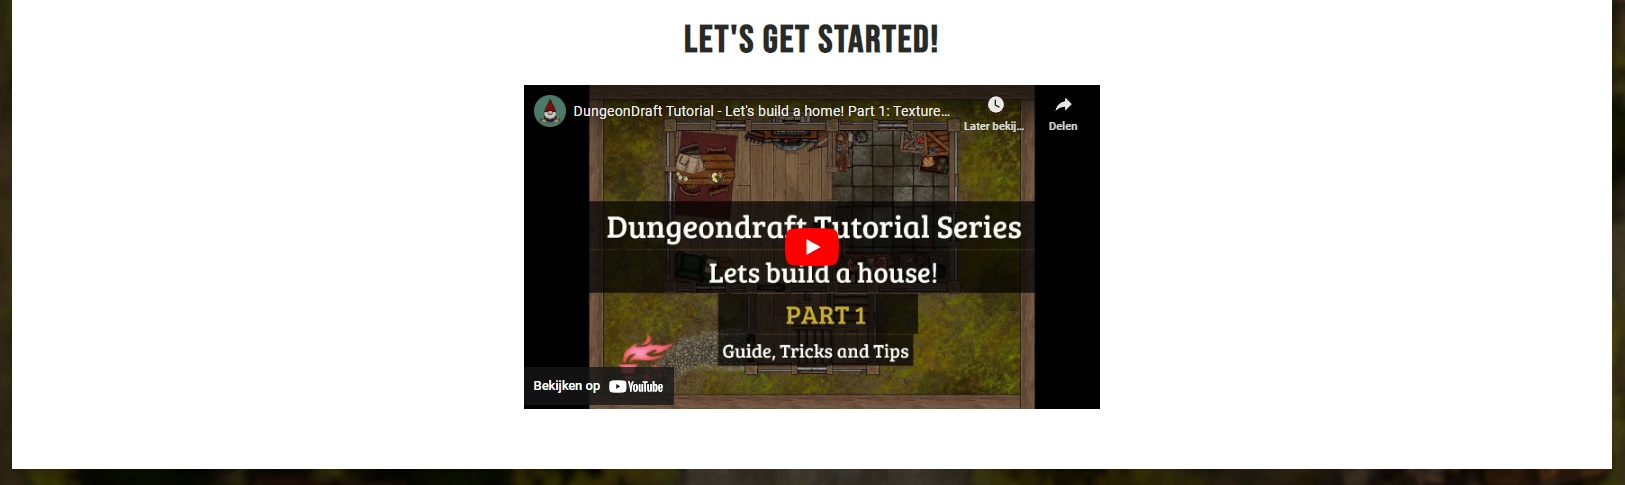 LET'S GET STARTED!
DungeonDraft Tutorial - Let's build a home! Part 1: Texture...
Later bekij...
Delen
Dungeondraft Tutorial Series
Lets build a house!
PART 1
Guide, Tricks and Tips
Bekijken op YouTube